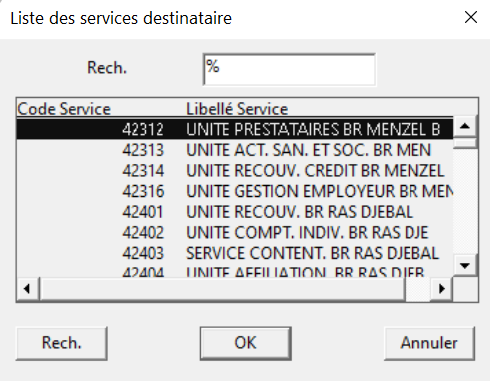 Liste des services destinataire
Rech. %
Code Service Libellé Service
42312 UNITE PRESTATAIRES BR MENZEL B
42313 UNITE ACT. SAN. ET SOC. BR MEN
42314 UNITE RECOUV. CREDIT BR MENZEL
42316 UNITE GESTION EMPLOYEUR BR MEN
42401 UNITE RECOUV. BR RAS DJEBAL
42402 UNITE COMPT. INDIV. BR RAS DJE
42403 SERVICE CONTENT. BR RAS DJEBAL
42404 UNITE AFFILIATION. BR RAS DJEB
Rech. OK Annuler